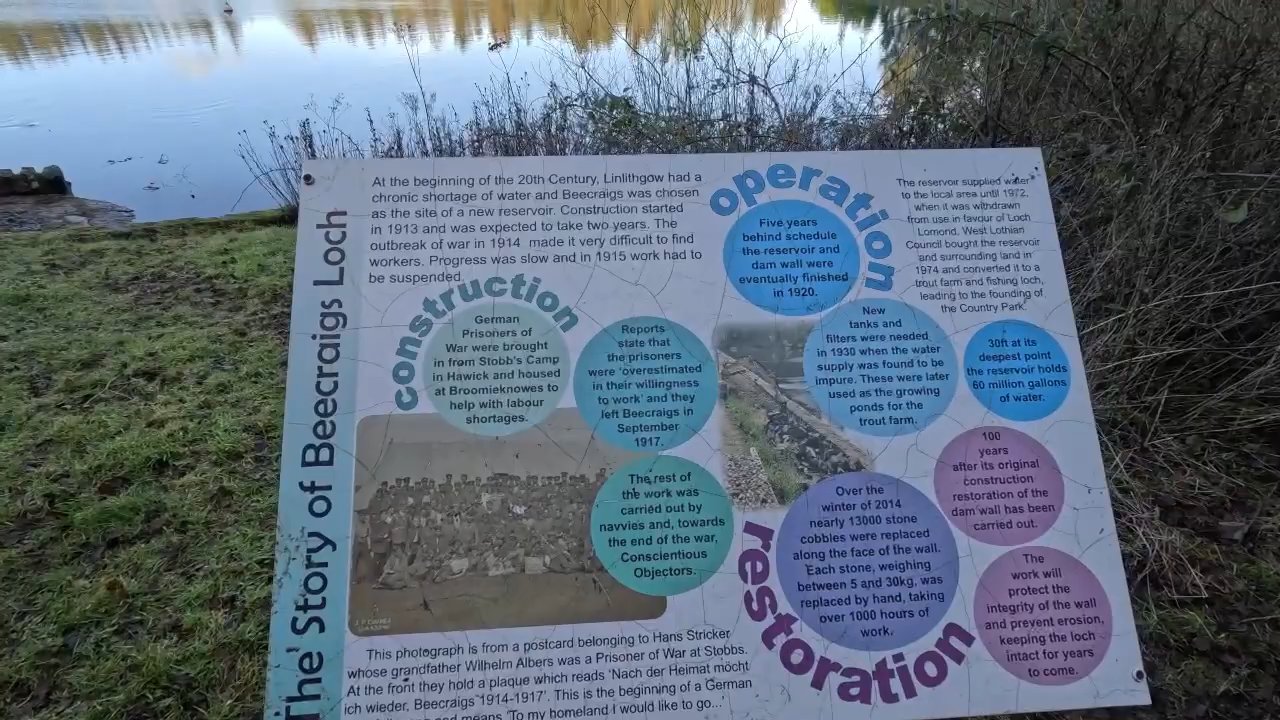 The Story of Beecraigs Loch
At the beginning of the 20th Century, Linlithgow had a
chronic shortage of water and Beecraigs was chosen
as the site of a new reservoir. Construction started
in 1913 and was expected to take two years. The
outbreak of war in 1914 made it very difficult to find
workers. Progress was slow and in 1915 work had to
be suspended.
construction
German
Prisoners of
War were brought
in from Stobb's Camp
in Hawick and housed
at Broomieknowes to
help with labour
shortages.
Reports
state that
the prisoners
were 'overestimated
in their willingness
to work' and they
left Beecraigs in
September
1917.
The rest of
the work was
carried out by
navvies and, towards
the end of the war,
Conscientious
Objectors.
This photograph is from a postcard belonging to Hans Stricker
whose grandfather Wilhelm Albers was a Prisoner of War at Stobbs.
At the front they hold a plaque which reads 'Nach der Heimat möcht
ich wieder, Beecraigs 1914-1917'. This is the beginning of a German
and means 'To my homeland I would like to go...'
operation
Five years
behind schedule
the reservoir and
dam wall were
eventually finished
in 1920.
New
tanks and
filters were needed
in 1930 when the water
supply was found to be
impure. These were later
used as the growing
ponds for the
trout farm.
The reservoir supplied water
to the local area until 1972,
when it was withdrawn
from use in favour of Loch
Lomond. West Lothian
Council bought the reservoir
and surrounding land in
1974 and converted it to a
trout farm and fishing loch,
leading to the founding of
the Country Park.
30ft at its
deepest point
the reservoir holds
60 million gallons
of water.
restoration
Over the
winter of 2014
nearly 13000 stone
cobbles were replaced
along the face of the wall.
Each stone, weighing
between 5 and 30kg, was
replaced by hand, taking
over 1000 hours of
work.
100
years
after its original
construction
restoration of the
dam wall has been
carried out.
The
work will
protect the
integrity of the wall
and prevent erosion,
keeping the loch
intact for years
to come.